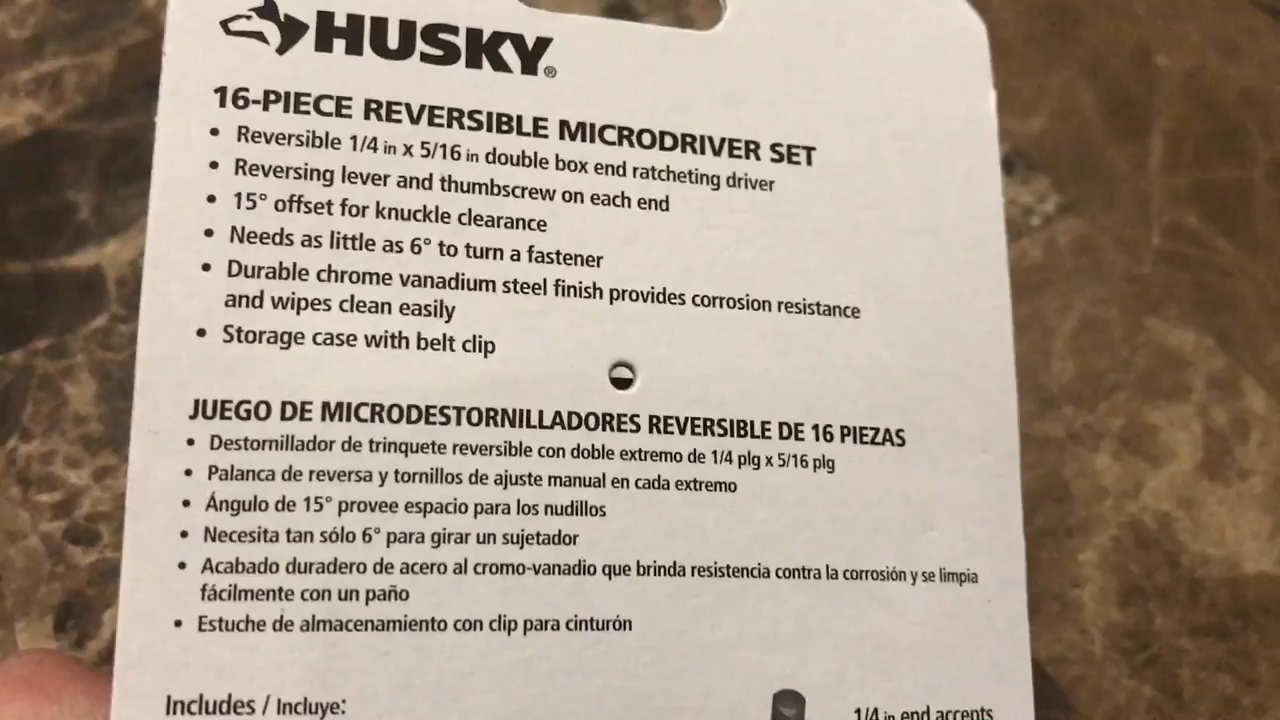 HUSKY®
16-PIECE REVERSIBLE MICRODRIVER SET
• Reversible 1/4 in x 5/16 in double box end ratcheting driver
• Reversing lever and thumbscrew on each end
• 15° offset for knuckle clearance
• Needs as little as 6° to turn a fastener
• Durable chrome vanadium steel finish provides corrosion resistance
and wipes clean easily
• Storage case with belt clip
JUEGO DE MICRODESTORNILLADORES REVERSIBLE DE 16 PIEZAS
• Destornillador de trinquete reversible con doble extremo de 1/4 plg x 5/16 plg
• Palanca de reversa y tornillos de ajuste manual en cada extremo
• Ángulo de 15° provee espacio para los nudillos
• Necesita tan sólo 6° para girar un sujetador
• Acabado duradero de acero al cromo-vanadio que brinda resistencia contra la corrosión y se limpia
fácilmente con un paño
• Estuche de almacenamiento con clip para cinturón
Includes / Incluye:
1/4 in end accepts